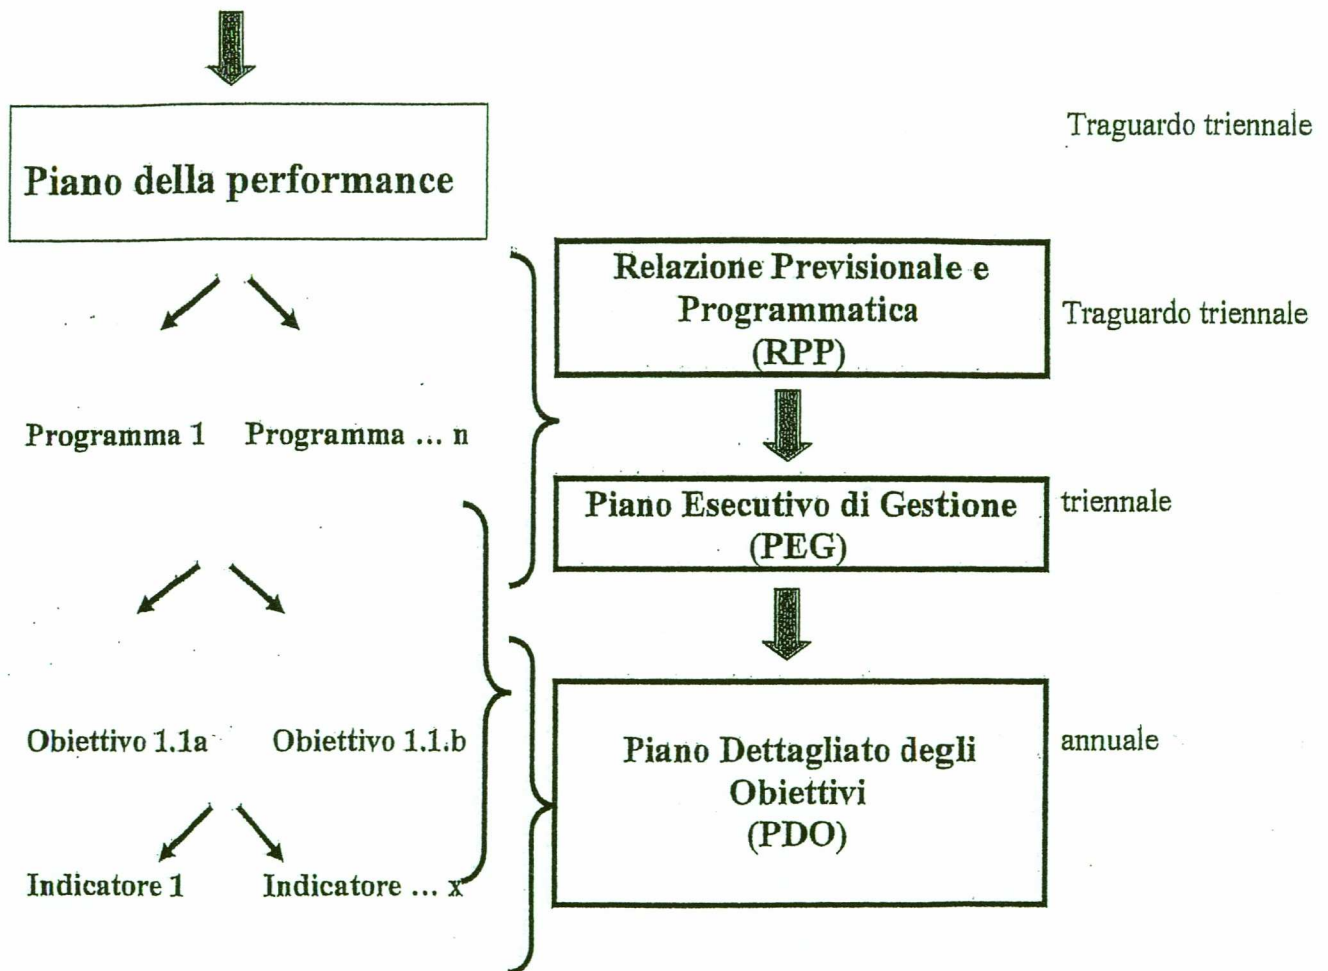 Traguardo triennale
Piano della performance
Relazione Previsionale e
Programmatica
(RPP)
Traguardo triennale
Programma 1
Programma ... n
Piano Esecutivo di Gestione
(PEG)
triennale
Obiettivo 1.1a
Obiettivo 1.1.b
Piano Dettagliato degli
Obiettivi
(PDO)
annuale
Indicatore 1
Indicatore ... x